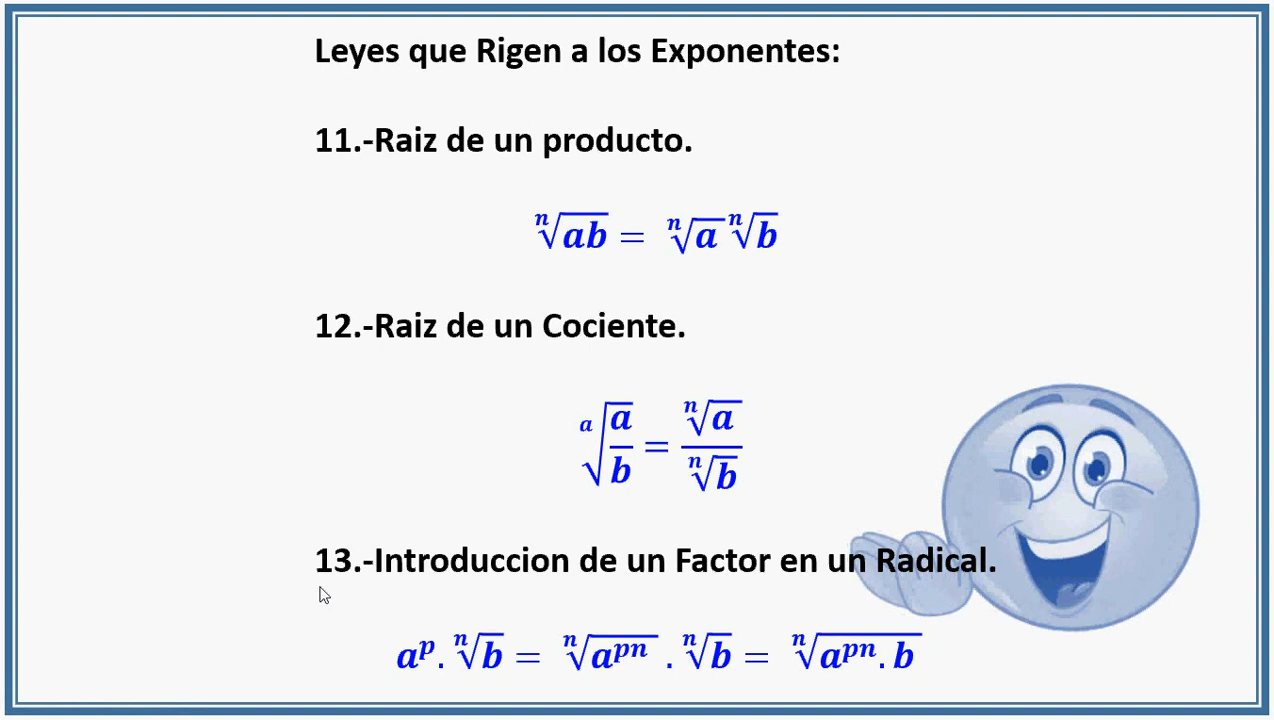 Leyes que Rigen a los Exponentes:
11.-Raiz de un producto.
ⁿ√(ab) = ⁿ√a ⁿ√b
12.-Raiz de un Cociente.
ᵃ√(a/b) = ⁿ√a / ⁿ√b
13.-Introduccion de un Factor en un Radical.
aᵖ . ⁿ√b = ⁿ√(aᵖⁿ) . ⁿ√b = ⁿ√(aᵖⁿ . b)